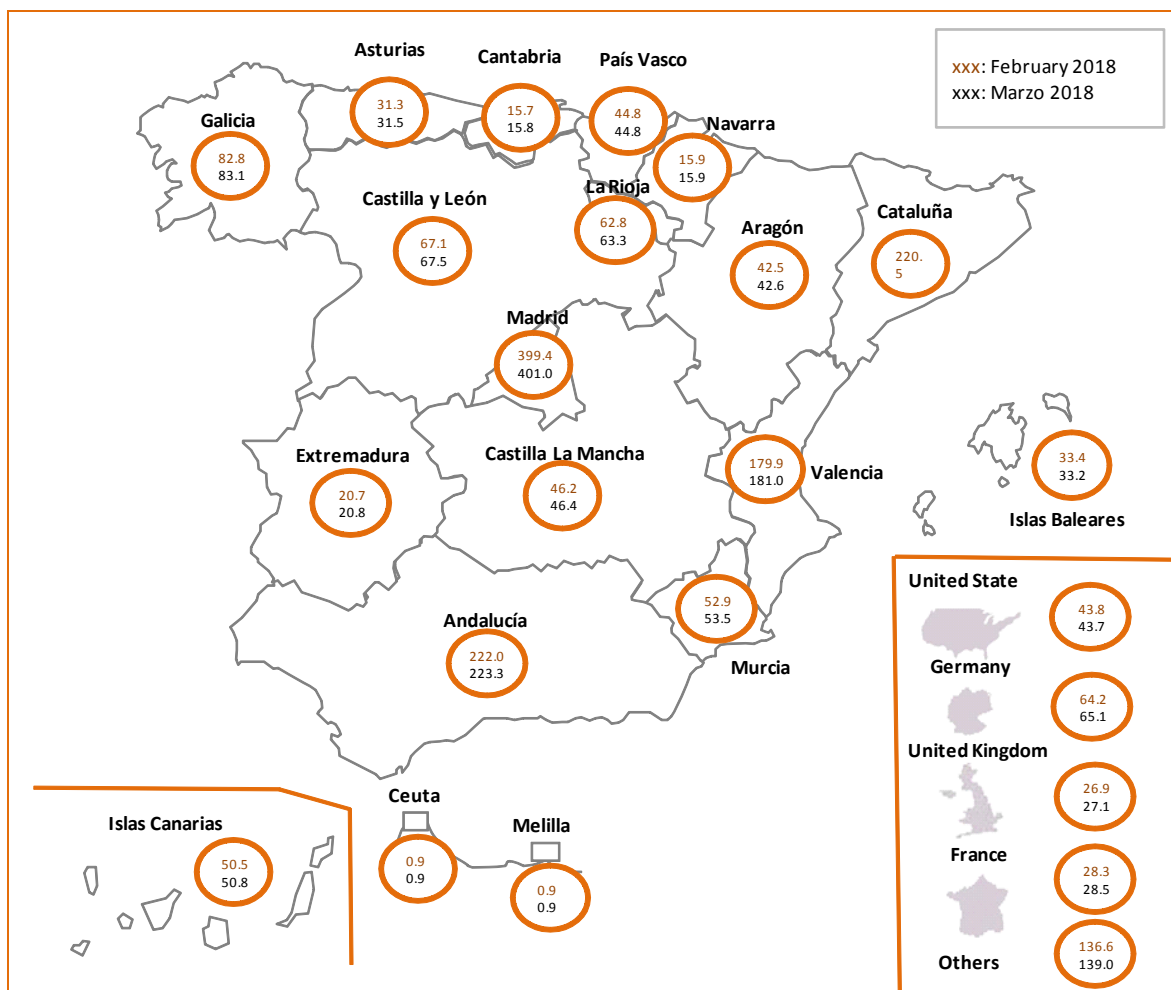 xxx: February 2018
xxx: Marzo 2018
Asturias
31.3
31.5
Cantabria
15.7
15.8
País Vasco
44.8
44.8
Galicia
82.8
83.1
Navarra
15.9
15.9
Castilla y León
67.1
67.5
La Rioja
62.8
63.3
Aragón
42.5
42.6
Cataluña
220.
5
Madrid
399.4
401.0
Extremadura
20.7
20.8
Castilla La Mancha
46.2
46.4
179.9
181.0
Valencia
33.4
33.2
Islas Baleares
Andalucía
222.0
223.3
52.9
53.5
Murcia
United State
43.8
43.7
Germany
64.2
65.1
United Kingdom
26.9
27.1
France
28.3
28.5
Others
136.6
139.0
Islas Canarias
50.5
50.8
Ceuta
0.9
0.9
Melilla
0.9
0.9